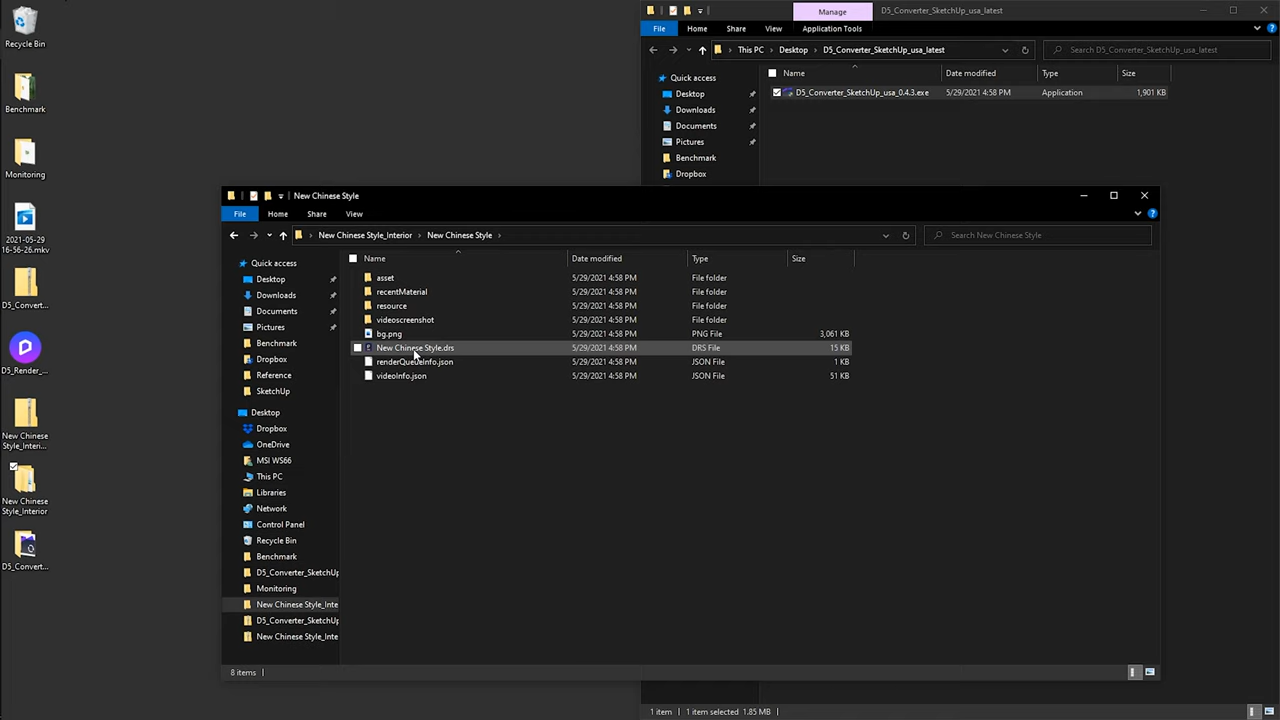 Recycle Bin
Benchmark
Monitoring
2021-05-29
16-56-26.mkv
D5_Convert...
D5_Render_...
New Chinese
Style_Interi...
New Chinese
Style_Interior
D5_Convert...
Manage
D5_Converter_SketchUp_usa_latest
File
Home
Share
View
Application Tools
This PC
Desktop
D5_Converter_SketchUp_usa_latest
Search D5_Converter_SketchUp_usa_latest
Name
Date modified
Type
Size
D5_Converter_SketchUp_usa_0.4.3.exe
5/29/2021 4:58 PM
Application
1,901 KB
Quick access
Desktop
Downloads
Documents
Pictures
Benchmark
Dropbox
1 item
1 item selected 1.85 MB
New Chinese Style
File
Home
Share
View
New Chinese Style_Interior
New Chinese Style
Search New Chinese Style
Name
Date modified
Type
Size
asset 5/29/2021 4:58 PM File folder
recentMaterial 5/29/2021 4:58 PM File folder
resource 5/29/2021 4:58 PM File folder
videoscreenshot 5/29/2021 4:58 PM File folder
bg.png 5/29/2021 4:58 PM PNG File 3,061 KB
New Chinese Style.drs 5/29/2021 4:58 PM DRS File 15 KB
renderQueueInfo.json 5/29/2021 4:58 PM JSON File 1 KB
videoInfo.json 5/29/2021 4:58 PM JSON File 51 KB
Quick access
Desktop
Downloads
Documents
Pictures
Benchmark
Dropbox
Reference
SketchUp
Desktop
Dropbox
OneDrive
MSI WS66
This PC
Libraries
Network
Control Panel
Recycle Bin
Benchmark
D5_Converter_SketchUp
Monitoring
New Chinese Style_Inte
D5_Converter_SketchUp
New Chinese Style_Inte
8 items